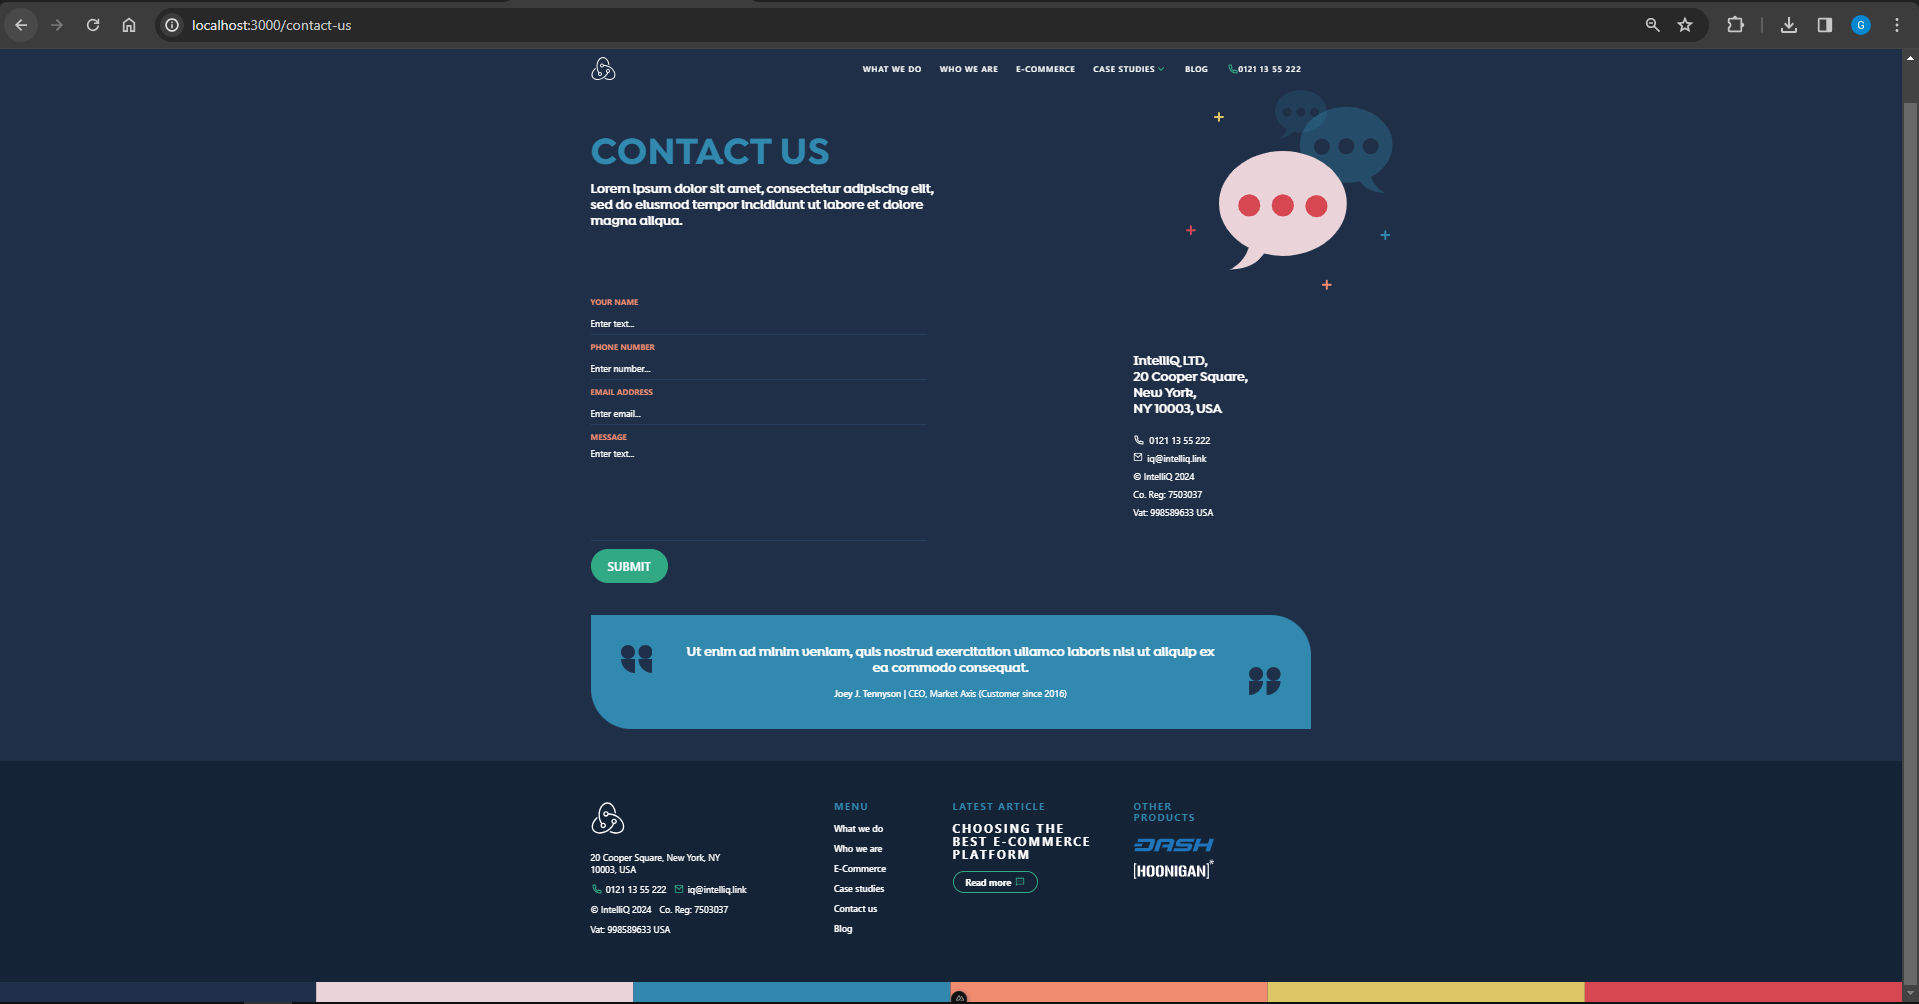 localhost:3000/contact-us
G
WHAT WE DO
WHO WE ARE
E-COMMERCE
CASE STUDIES
BLOG
0121 13 55 222
CONTACT US
Lorem ipsum dolor sit amet, consectetur adipiscing elit,
sed do eiusmod tempor incididunt ut labore et dolore
magna aliqua.
YOUR NAME
Enter text...
PHONE NUMBER
Enter number...
EMAIL ADDRESS
Enter email...
MESSAGE
Enter text...
SUBMIT
IntelliQ LTD,
20 Cooper Square,
New York,
NY 10003, USA
0121 13 55 222
iq@intelliq.link
© IntelliQ 2024
Co. Reg: 7503037
Vat: 998589633 USA
Ut enim ad minim veniam, quis nostrud exercitation ullamco laboris nisi ut aliquip ex
ea commodo consequat.
Joey J. Tennyson | CEO, Market Axis (Customer since 2016)
20 Cooper Square, New York, NY
10003, USA
0121 13 55 222 iq@intelliq.link
© IntelliQ 2024 Co. Reg: 7503037
Vat: 998589633 USA
MENU
What we do
Who we are
E-Commerce
Case studies
Contact us
Blog
LATEST ARTICLE
CHOOSING THE
BEST E-COMMERCE
PLATFORM
Read more
OTHER
PRODUCTS
DASH
[HOONIGAN]*